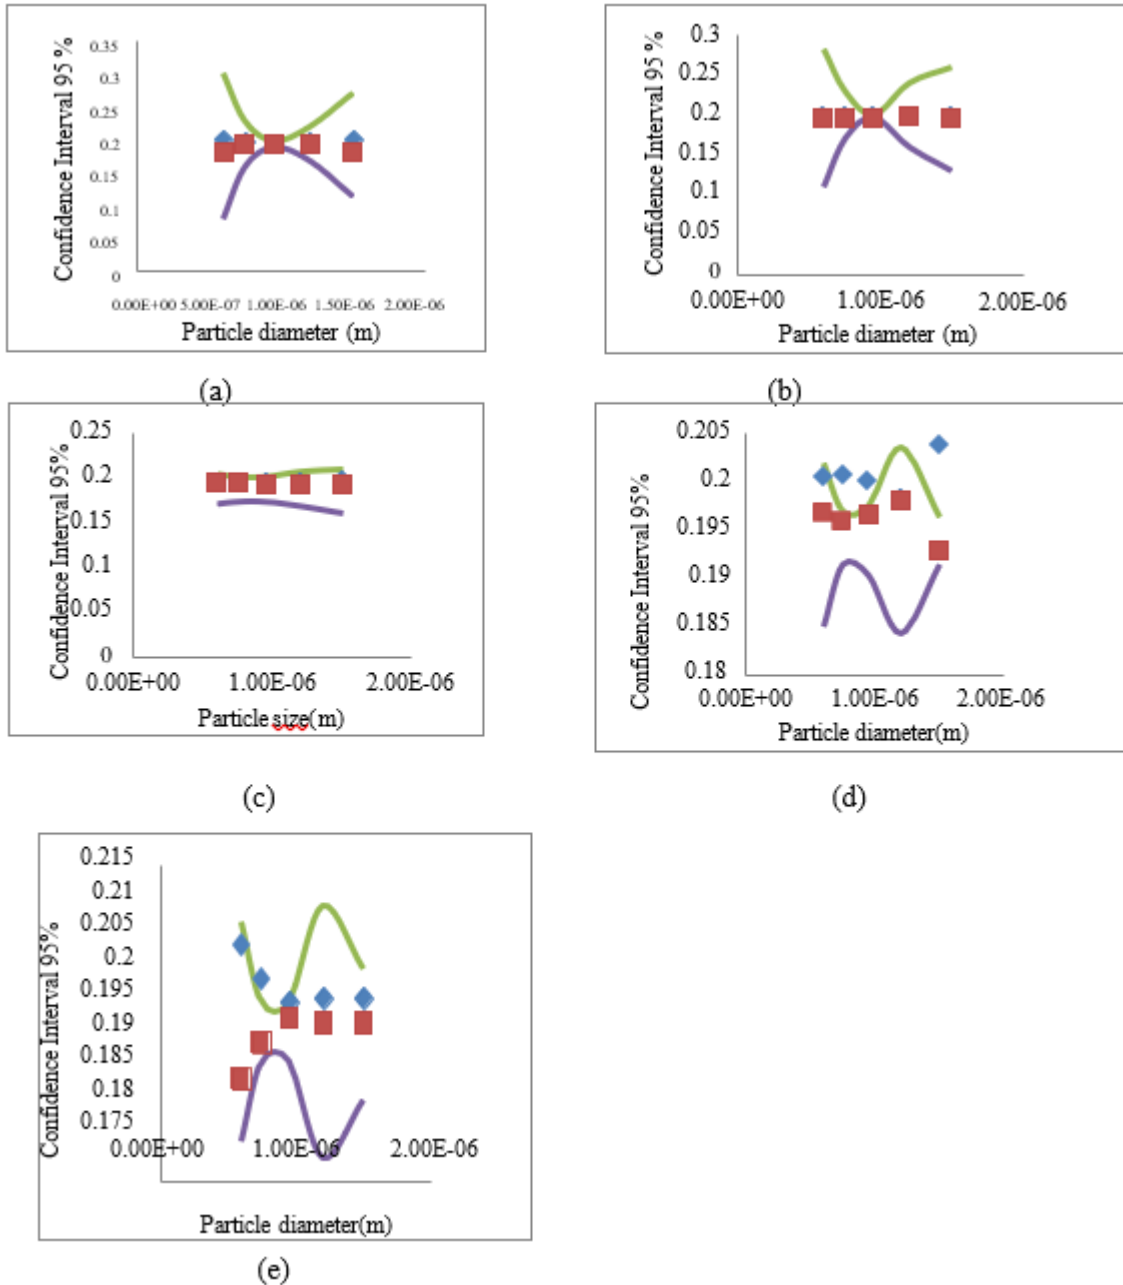 Confidence Interval 95 %
0.35
0.3
0.25
0.2
0.15
0.1
0.05
0
0.00E+00 5.00E-07 1.00E-06 1.50E-06 2.00E-06
Particle diameter (m)
(a)
Confidence Interval 95 %
0.3
0.25
0.2
0.15
0.1
0.05
0
0.00E+00 1.00E-06 2.00E-06
Particle diameter (m)
(b)
Confidence Interval 95%
0.25
0.2
0.15
0.1
0.05
0
0.00E+00 1.00E-06 2.00E-06
Particle size(m)
(c)
Confidence Interval 95%
0.205
0.2
0.195
0.19
0.185
0.18
0.00E+00 1.00E-06 2.00E-06
Particle diameter(m)
(d)
Confidence Interval 95%
0.215
0.21
0.205
0.2
0.195
0.19
0.185
0.18
0.175
0.00E+00 1.00E-06 2.00E-06
Particle diameter(m)
(e)